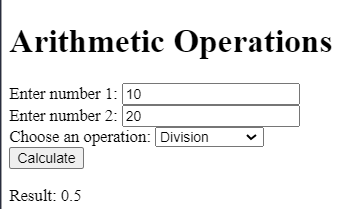 Arithmetic Operations
Enter number 1: 10
Enter number 2: 20
Choose an operation: Division
Calculate
Result: 0.5